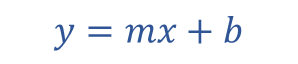 y = mx + b